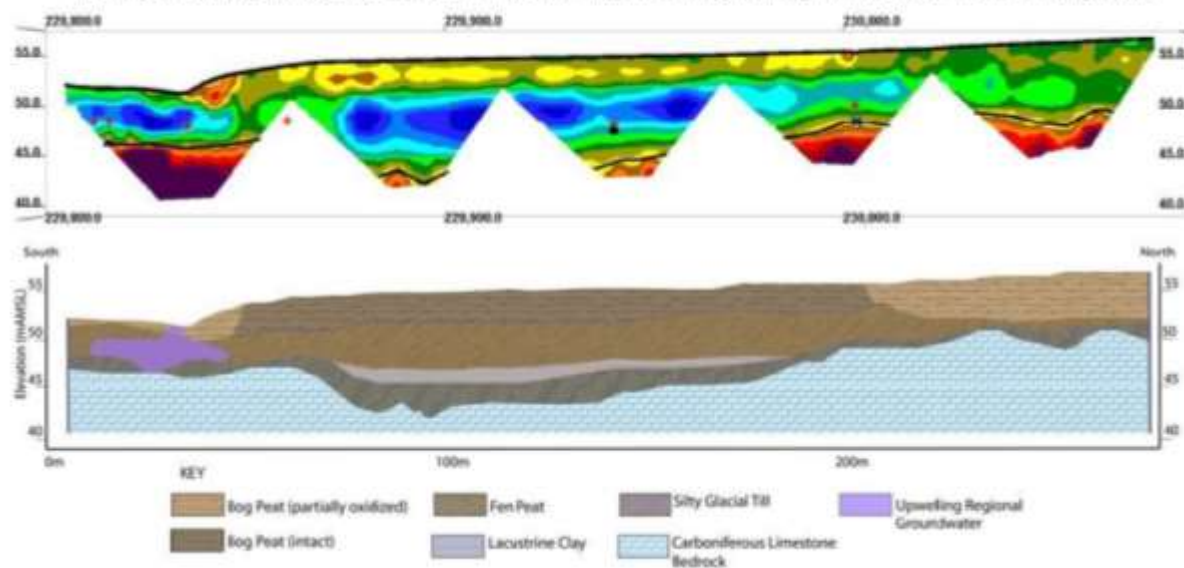 229,800.0 229,900.0 230,000.0
55.0. 55.0
50.0. 50.0
45.0. 45.0
40.0. 40.0
229,800.0 229,900.0 230,000.0
South North
55 55
50 50
45 45
40 40
Elevation (mAMSL)
0m 100m 200m
KEY
Bog Peat (partially oxidized) Fen Peat Silty Glacial Till Upwelling Regional
Groundwater
Bog Peat (intact) Lacustrine Clay Carboniferous Limestone
Bedrock